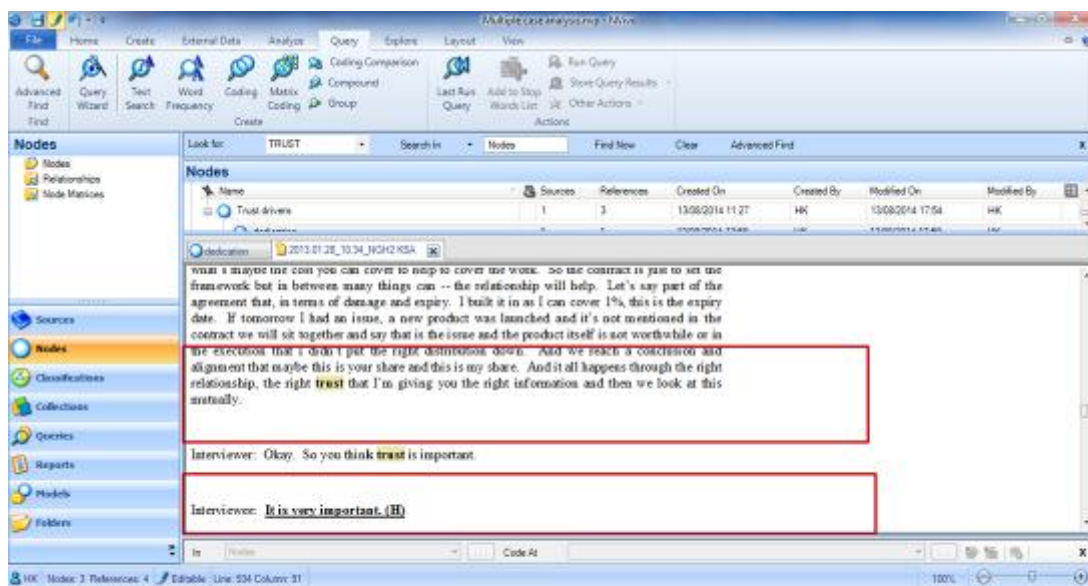 Multiple case analysis.nvp - NVivo
File Home Create External Data Analyze Query Explore Layout View
Advanced Find Query Wizard Text Search Word Frequency Coding Matrix Coding Coding Comparison Compound Group Last Run Query Add to Stop Words List Run Query Store Query Results Other Actions
Find Create Actions
Nodes
Nodes
Relationships
Node Matrices
Sources
Nodes
Classifications
Collections
Queries
Reports
Models
Folders
Look for: TRUST Search In Nodes Find Now Clear Advanced Find
Nodes
Name Sources References Created On Created By Modified On Modified By
Trust drivers 1 3 13/08/2014 11:27 HK 13/08/2014 17:54 HK
dedication
dedication 2013.01.28_10.34_NGH2 KSA
what's maybe the cost you can cover to help to cover the work. So the contract is just to set the
framework but in between many things can -- the relationship will help. Let's say part of the
agreement that, in terms of damage and expiry. I built it in as I can cover 1%, this is the expiry
date. If tomorrow I had an issue, a new product was launched and it's not mentioned in the
contract we will sit together and say that is the issue and the product itself is not worthwhile or in
the execution that I didn't put the right distribution down. And we reach a conclusion and
alignment that maybe this is your share and this is my share. And it all happens through the right
relationship, the right trust that I'm giving you the right information and then we look at this
mutually.
Interviewer: Okay. So you think trust is important.
Interviewee: It is very important. (H)
In Nodes Code At
HK Nodes: 3 References: 4 Editable Line: 534 Column: 91 100%